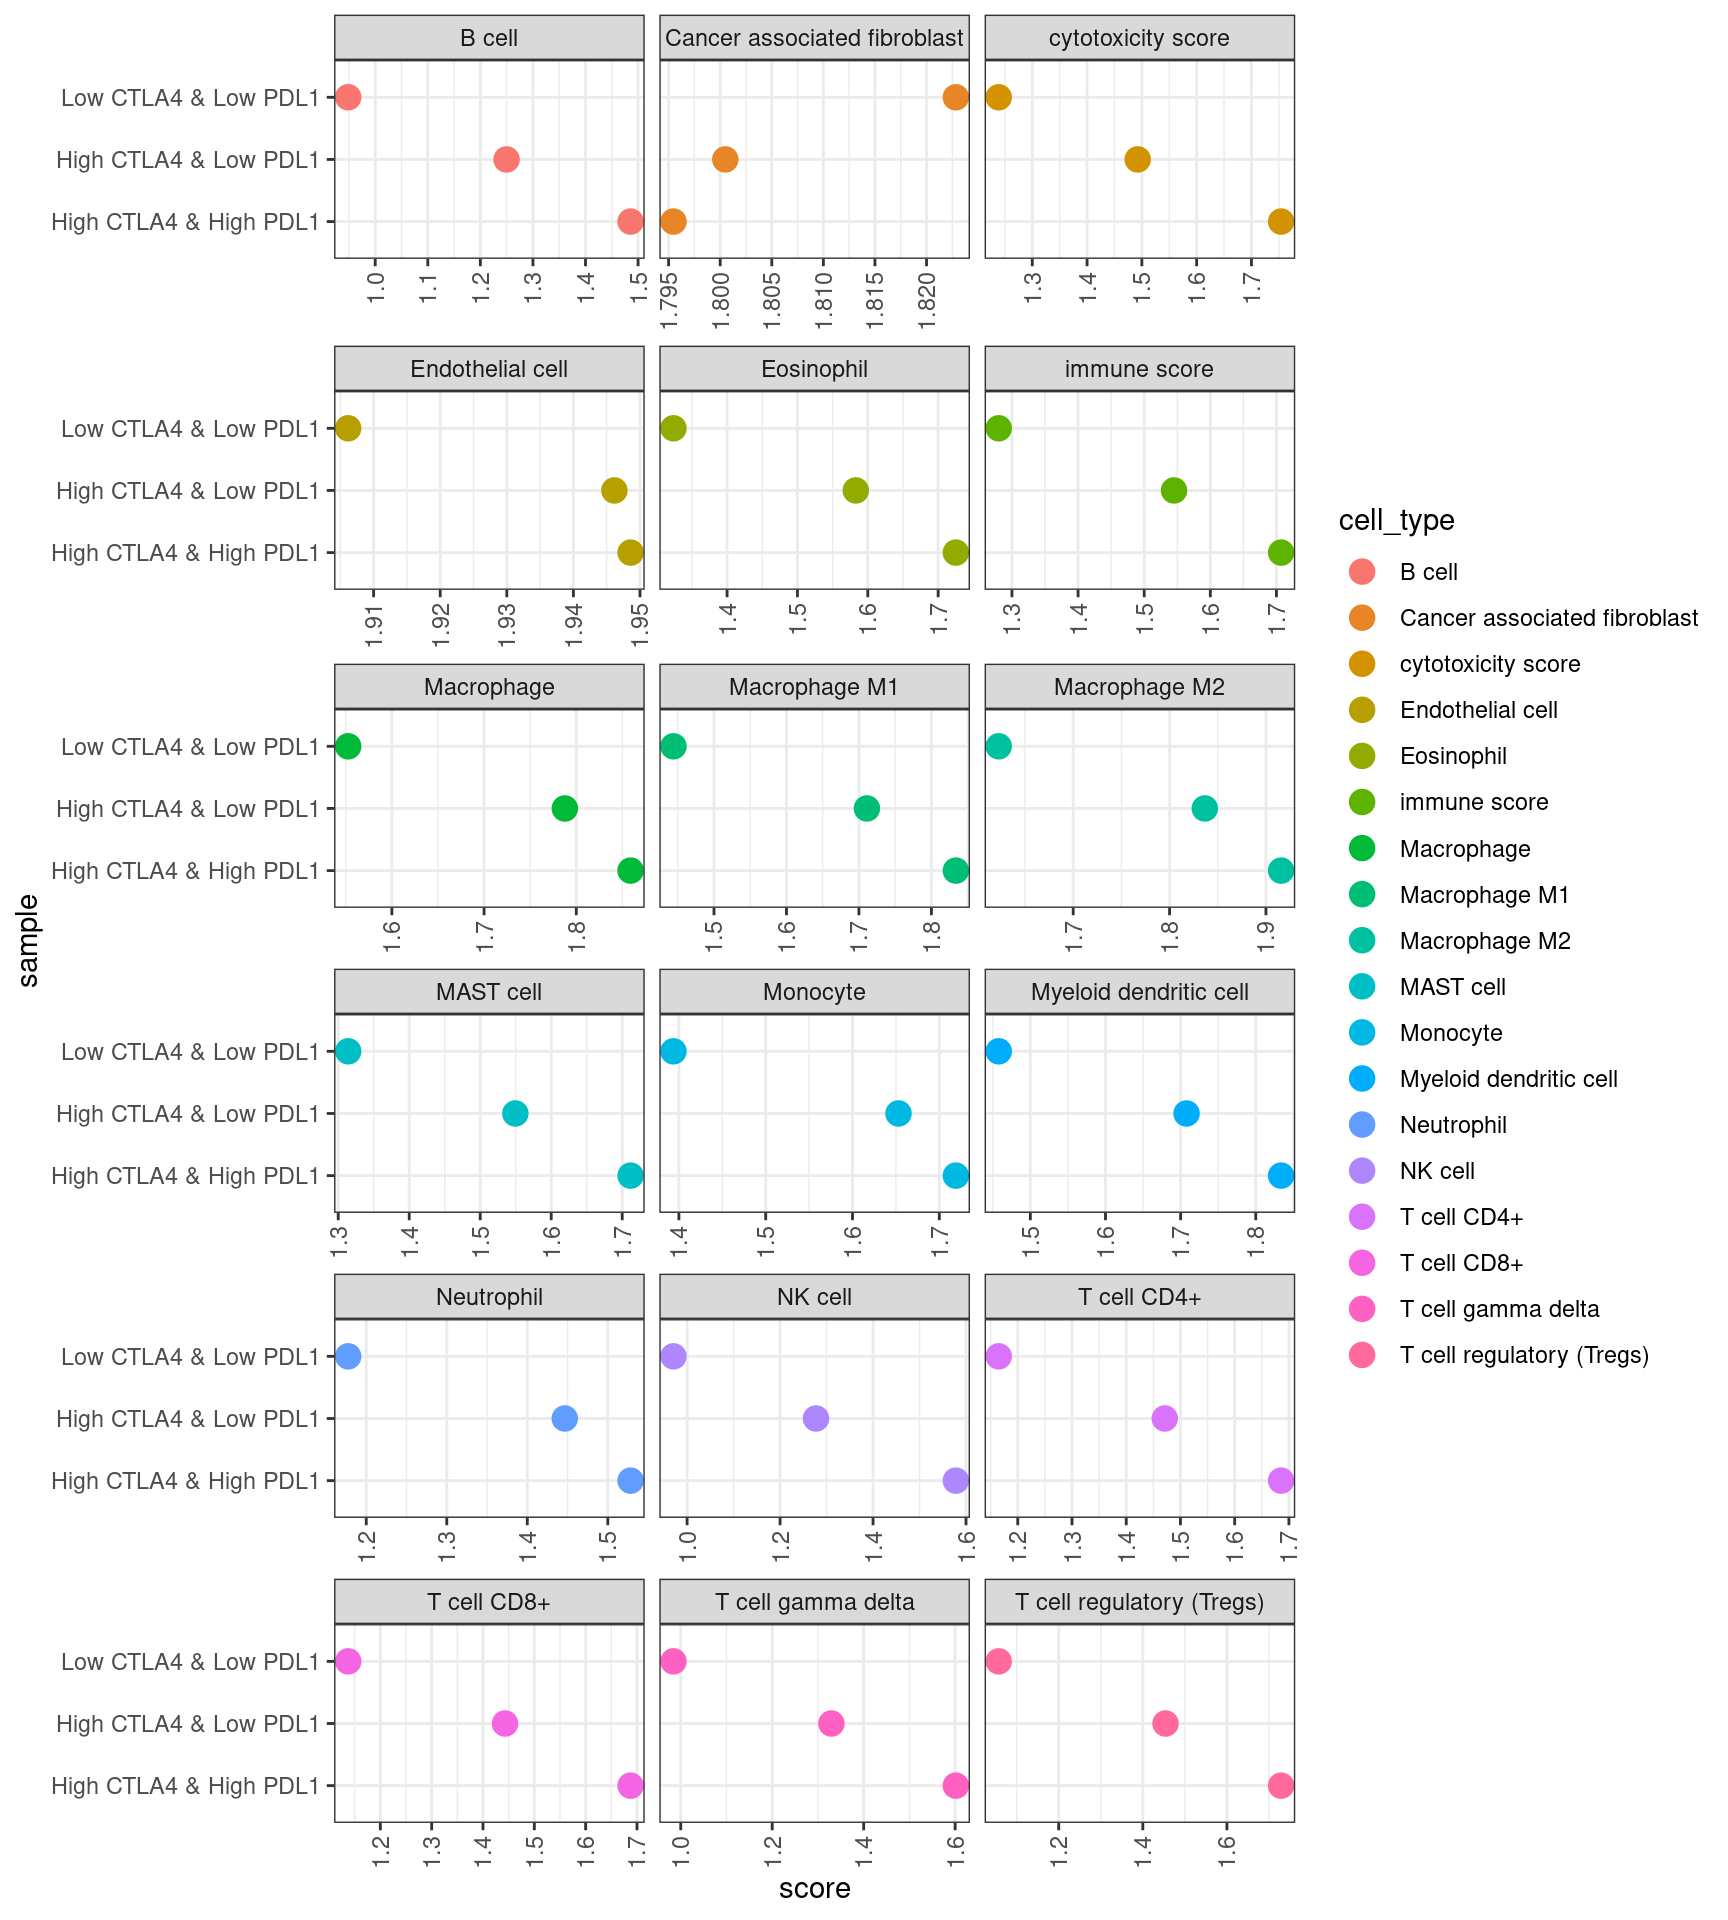 B cell
Cancer associated fibroblast
cytotoxicity score
Low CTLA4 & Low PDL1
High CTLA4 & Low PDL1
High CTLA4 & High PDL1
1.0 1.1 1.2 1.3 1.4 1.5
1.795 1.800 1.805 1.810 1.815 1.820
1.3 1.4 1.5 1.6 1.7
Endothelial cell
Eosinophil
immune score
Low CTLA4 & Low PDL1
High CTLA4 & Low PDL1
High CTLA4 & High PDL1
1.91 1.92 1.93 1.94 1.95
1.4 1.5 1.6 1.7
1.3 1.4 1.5 1.6 1.7
Macrophage
Macrophage M1
Macrophage M2
Low CTLA4 & Low PDL1
High CTLA4 & Low PDL1
High CTLA4 & High PDL1
1.6 1.7 1.8
1.5 1.6 1.7 1.8
1.7 1.8 1.9
MAST cell
Monocyte
Myeloid dendritic cell
Low CTLA4 & Low PDL1
High CTLA4 & Low PDL1
High CTLA4 & High PDL1
1.3 1.4 1.5 1.6 1.7
1.4 1.5 1.6 1.7
1.5 1.6 1.7 1.8
Neutrophil
NK cell
T cell CD4+
Low CTLA4 & Low PDL1
High CTLA4 & Low PDL1
High CTLA4 & High PDL1
1.2 1.3 1.4 1.5
1.0 1.2 1.4 1.6
1.2 1.3 1.4 1.5 1.6 1.7
T cell CD8+
T cell gamma delta
T cell regulatory (Tregs)
Low CTLA4 & Low PDL1
High CTLA4 & Low PDL1
High CTLA4 & High PDL1
1.2 1.3 1.4 1.5 1.6 1.7
1.0 1.2 1.4 1.6
1.2 1.4 1.6
score
sample
cell_type
B cell
Cancer associated fibroblast
cytotoxicity score
Endothelial cell
Eosinophil
immune score
Macrophage
Macrophage M1
Macrophage M2
MAST cell
Monocyte
Myeloid dendritic cell
Neutrophil
NK cell
T cell CD4+
T cell CD8+
T cell gamma delta
T cell regulatory (Tregs)